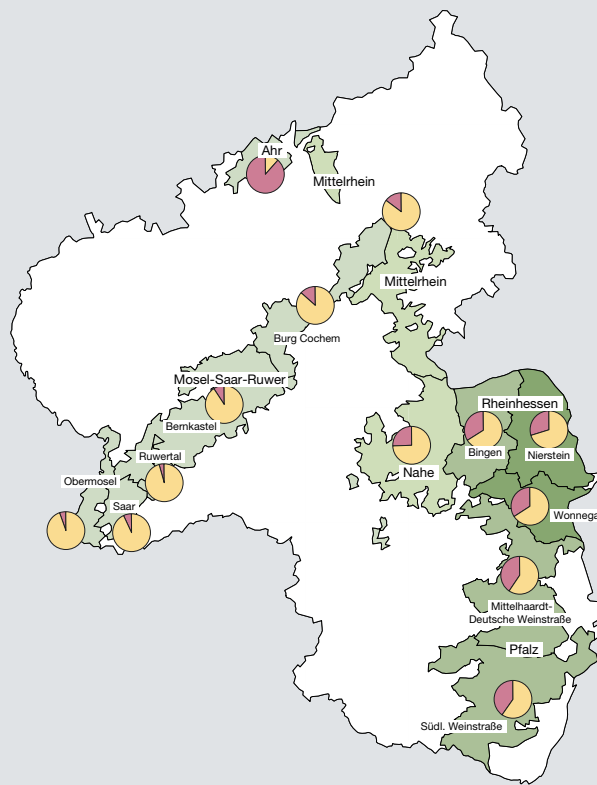 Ahr
Mittelrhein
Mittelrhein
Burg Cochem
Mosel-Saar-Ruwer
Bernkastel
Rheinhessen
Bingen
Nierstein
Ruwertal
Nahe
Obermosel
Saar
Wonnega
Mittelhaardt-
Deutsche Weinstraße
Pfalz
Südl. Weinstraße